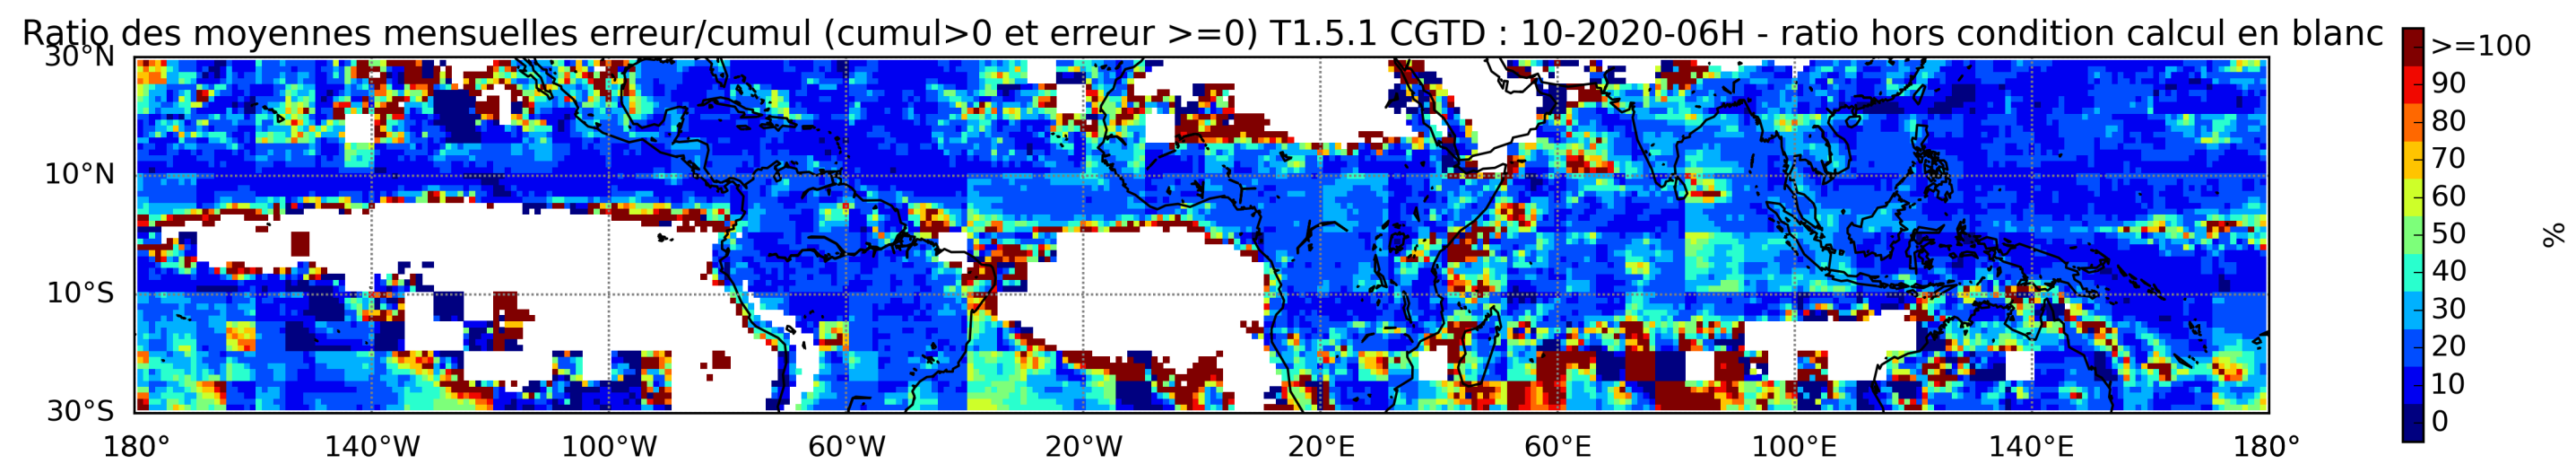 Ratio des moyennes mensuelles erreur/cumul (cumul>0 et erreur >=0) T1.5.1 CGTD : 10-2020-06H - ratio hors condition calcul en blanc
30°N
10°N
10°S
30°S
180°
140°W
100°W
60°W
20°W
20°E
60°E
100°E
140°E
180°
>=100
90
80
70
60
50
40
30
20
10
0
%